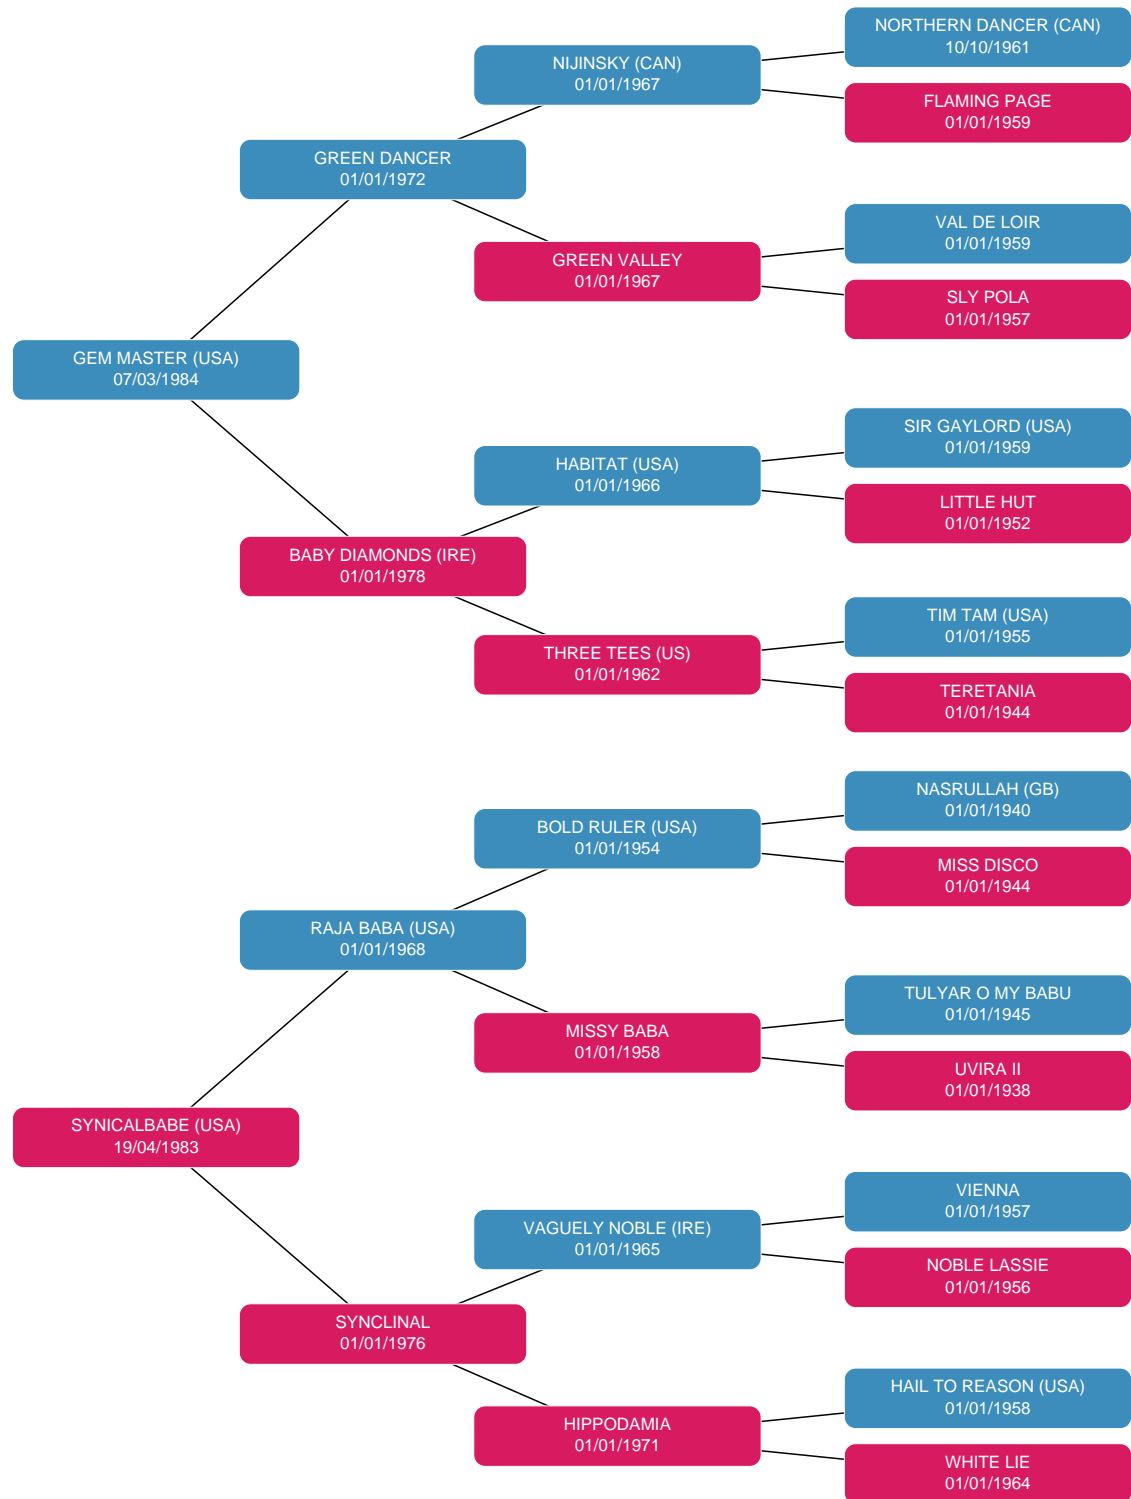 NORTHERN DANCER (CAN)
10/10/1961
NIJINSKY (CAN)
01/01/1967
FLAMING PAGE
01/01/1959
GREEN DANCER
01/01/1972
VAL DE LOIR
01/01/1959
GREEN VALLEY
01/01/1967
SLY POLA
01/01/1957
GEM MASTER (USA)
07/03/1984
SIR GAYLORD (USA)
01/01/1959
HABITAT (USA)
01/01/1966
LITTLE HUT
01/01/1952
BABY DIAMONDS (IRE)
01/01/1978
TIM TAM (USA)
01/01/1955
THREE TEES (US)
01/01/1962
TERETANIA
01/01/1944
NASRULLAH (GB)
01/01/1940
BOLD RULER (USA)
01/01/1954
MISS DISCO
01/01/1944
RAJA BABA (USA)
01/01/1968
TULYAR O MY BABU
01/01/1945
MISSY BABA
01/01/1958
UVIRA II
01/01/1938
SYNICALBABE (USA)
19/04/1983
VIENNA
01/01/1957
VAGUELY NOBLE (IRE)
01/01/1965
NOBLE LASSIE
01/01/1956
SYNCLINAL
01/01/1976
HAIL TO REASON (USA)
01/01/1958
HIPPODAMIA
01/01/1971
WHITE LIE
01/01/1964